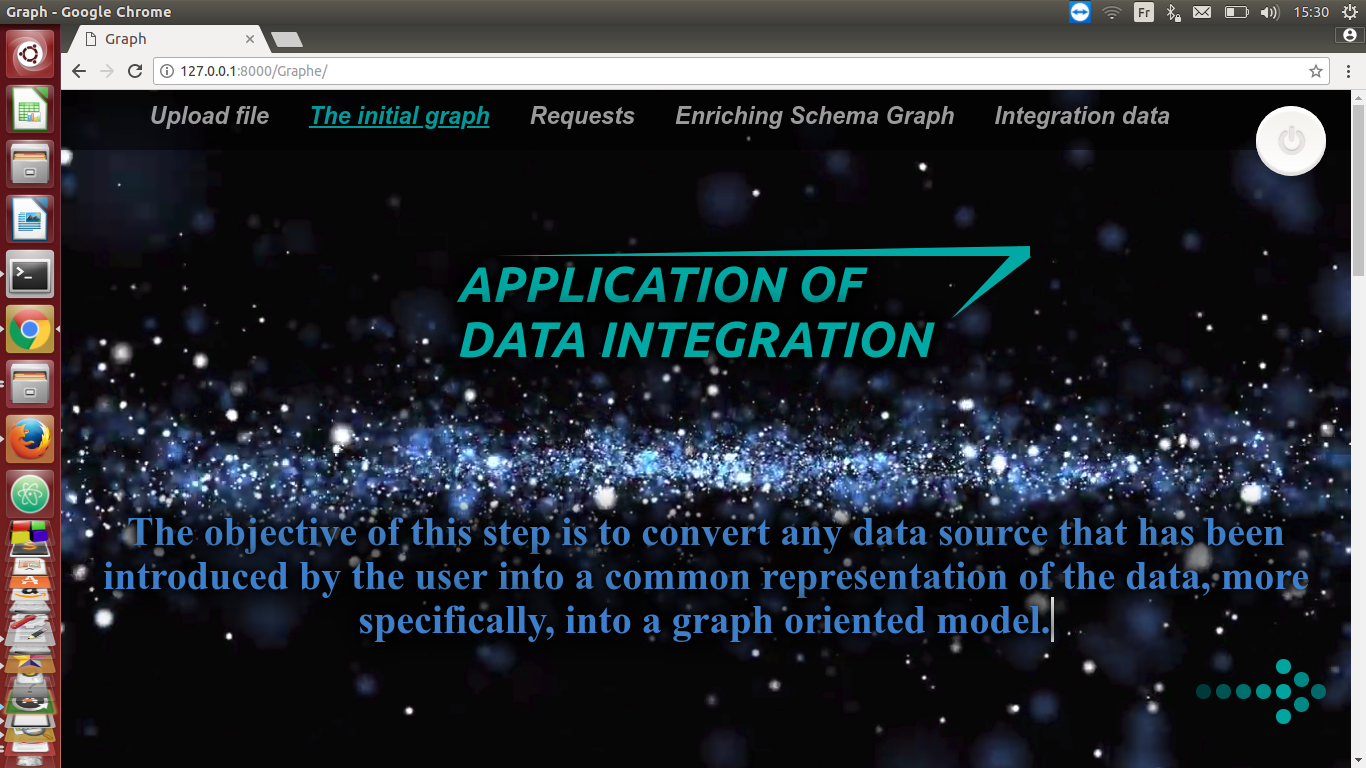 Graph - Google Chrome
Fr
15:30
Graph
127.0.0.1:8000/Graphe/
Upload file
The initial graph
Requests
Enriching Schema Graph
Integration data
APPLICATION OF
DATA INTEGRATION
The objective of this step is to convert any data source that has been
introduced by the user into a common representation of the data, more
specifically, into a graph oriented model.